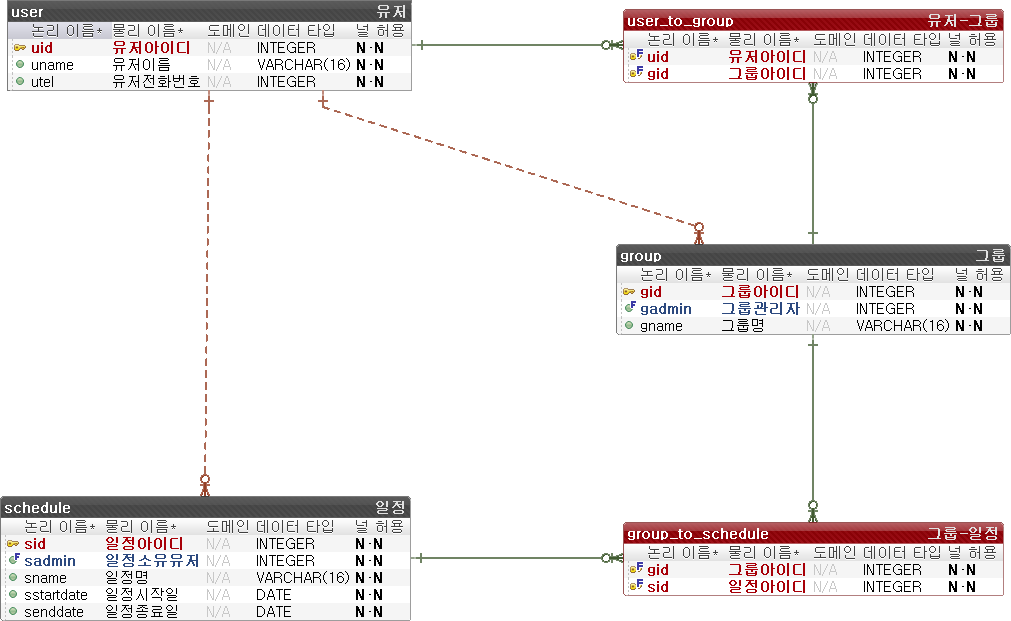 user 유저
논리 이름* 물리 이름* 도메인 데이터 타입 널 허용
uid 유저아이디 N/A INTEGER N·N
uname 유저이름 N/A VARCHAR(16) N·N
utel 유저전화번호 N/A INTEGER N·N
user_to_group 유저-그룹
논리 이름* 물리 이름* 도메인 데이터 타입 널 허용
uid 유저아이디 N/A INTEGER N·N
gid 그룹아이디 N/A INTEGER N·N
group 그룹
논리 이름* 물리 이름* 도메인 데이터 타입 널 허용
gid 그룹아이디 N/A INTEGER N·N
gadmin 그룹관리자 N/A INTEGER N·N
gname 그룹명 N/A VARCHAR(16) N·N
schedule 일정
논리 이름* 물리 이름* 도메인 데이터 타입 널 허용
sid 일정아이디 N/A INTEGER N·N
sadmin 일정소유유저 N/A INTEGER N·N
sname 일정명 N/A VARCHAR(16) N·N
sstartdate 일정시작일 N/A DATE N·N
senddate 일정종료일 N/A DATE N·N
group_to_schedule 그룹-일정
논리 이름* 물리 이름* 도메인 데이터 타입 널 허용
gid 그룹아이디 N/A INTEGER N·N
sid 일정아이디 N/A INTEGER N·N